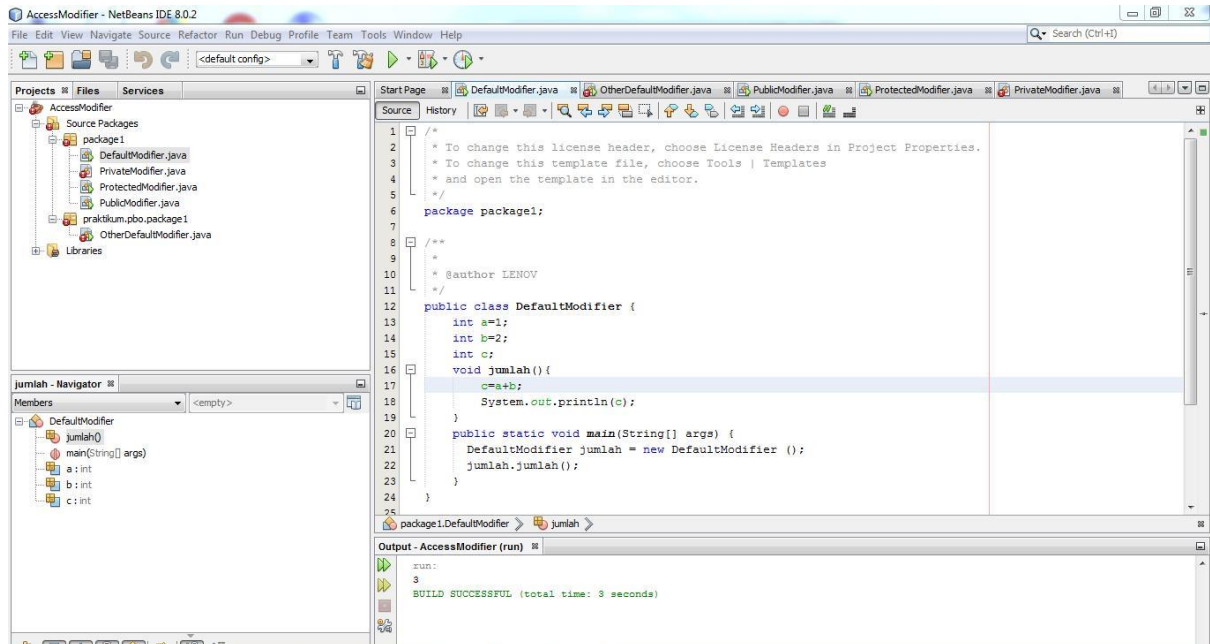 AccessModifier - NetBeans IDE 8.0.2
File Edit View Navigate Source Refactor Run Debug Profile Team Tools Window Help
Search (Ctrl+I)
<default config>
Projects Files Services
AccessModifier
Source Packages
package1
DefaultModifier.java
PrivateModifier.java
ProtectedModifier.java
PublicModifier.java
praktikum.pbo.package1
OtherDefaultModifier.java
Libraries
jumlah - Navigator
Members <empty>
DefaultModifier
jumlah()
main(String[] args)
a : int
b : int
c : int
Start Page DefaultModifier.java OtherDefaultModifier.java PublicModifier.java ProtectedModifier.java PrivateModifier.java
Source History
1 /*
2 * To change this license header, choose License Headers in Project Properties.
3 * To change this template file, choose Tools | Templates
4 * and open the template in the editor.
5 */
6 package package1;
7
8 /**
9 *
10 * @author LENOV
11 */
12 public class DefaultModifier {
13 int a=1;
14 int b=2;
15 int c;
16 void jumlah(){
17 c=a+b;
18 System.out.println(c);
19 }
20 public static void main(String[] args) {
21 DefaultModifier jumlah = new DefaultModifier ();
22 jumlah.jumlah();
23 }
24 }
25
package1.DefaultModifier jumlah
Output - AccessModifier (run)
run:
3
BUILD SUCCESSFUL (total time: 3 seconds)